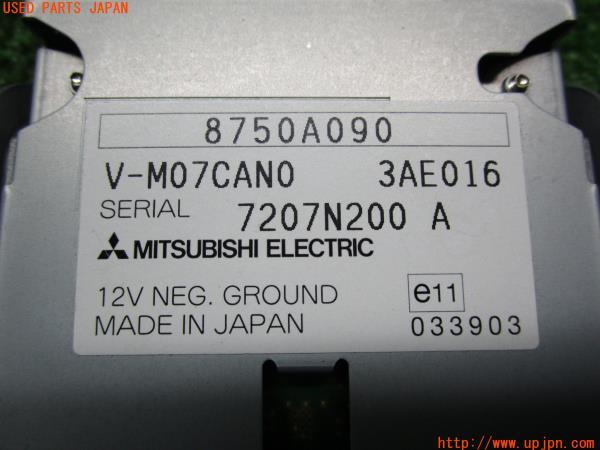 USED PARTS JAPAN
8750A090
V-M07CAN0 3AE016
SERIAL 7207N200 A
MITSUBISHI ELECTRIC
12V NEG. GROUND e11
MADE IN JAPAN 033903
http://www.upjpn.com